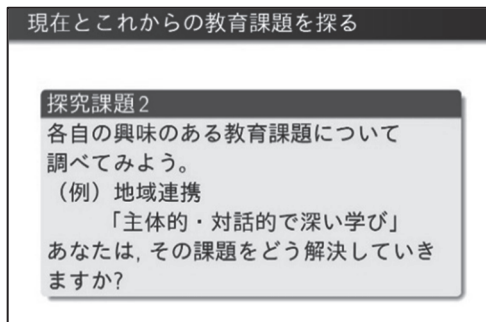 現在とこれからの教育課題を探る
探究課題2
各自の興味のある教育課題について
調べてみよう。
（例）地域連携
「主体的・対話的で深い学び」
あなたは, その課題をどう解決していき
ますか?